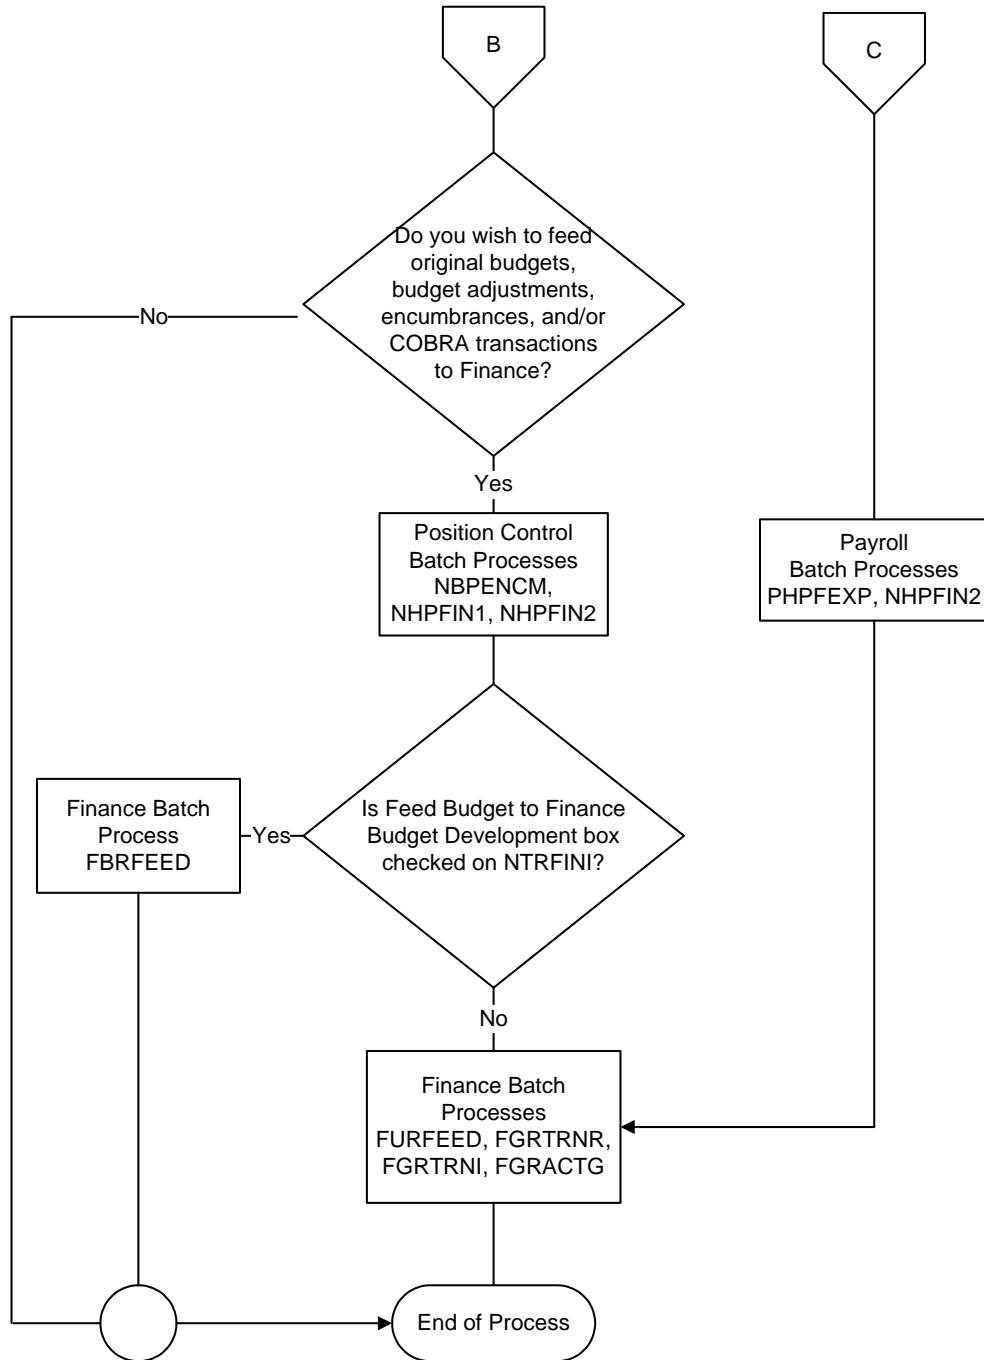 B
C
Do you wish to feed
original budgets,
budget adjustments,
encumbrances, and/or
COBRA transactions
to Finance?
No
Yes
Position Control
Batch Processes
NBPENCM,
NHPFIN1, NHPFIN2
Payroll
Batch Processes
PHPFEXP, NHPFIN2
Finance Batch
Process
FBRFEED
Yes
Is Feed Budget to Finance
Budget Development box
checked on NTRFINI?
No
Finance Batch
Processes
FURFEED, FGRTRNR,
FGRTRNI, FGRACTG
End of Process